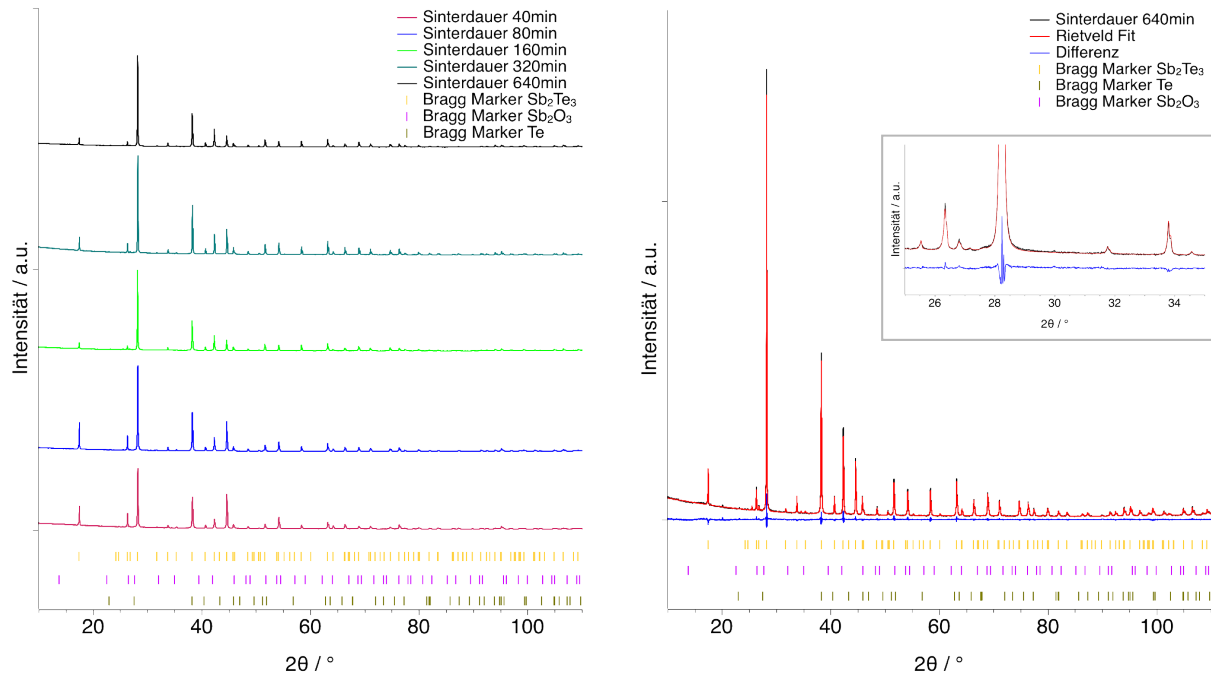 Sinterdauer 40min
Sinterdauer 80min
Sinterdauer 160min
Sinterdauer 320min
Sinterdauer 640min
Bragg Marker Sb₂Te₃
Bragg Marker Sb₂O₃
Bragg Marker Te
Intensität / a.u.
20 40 60 80 100
2θ / °
Sinterdauer 640min
Rietveld Fit
Differenz
Bragg Marker Sb₂Te₃
Bragg Marker Te
Bragg Marker Sb₂O₃
Intensität / a.u.
26 28 30 32 34
2θ / °
Intensität / a.u.
20 40 60 80 100
2θ / °